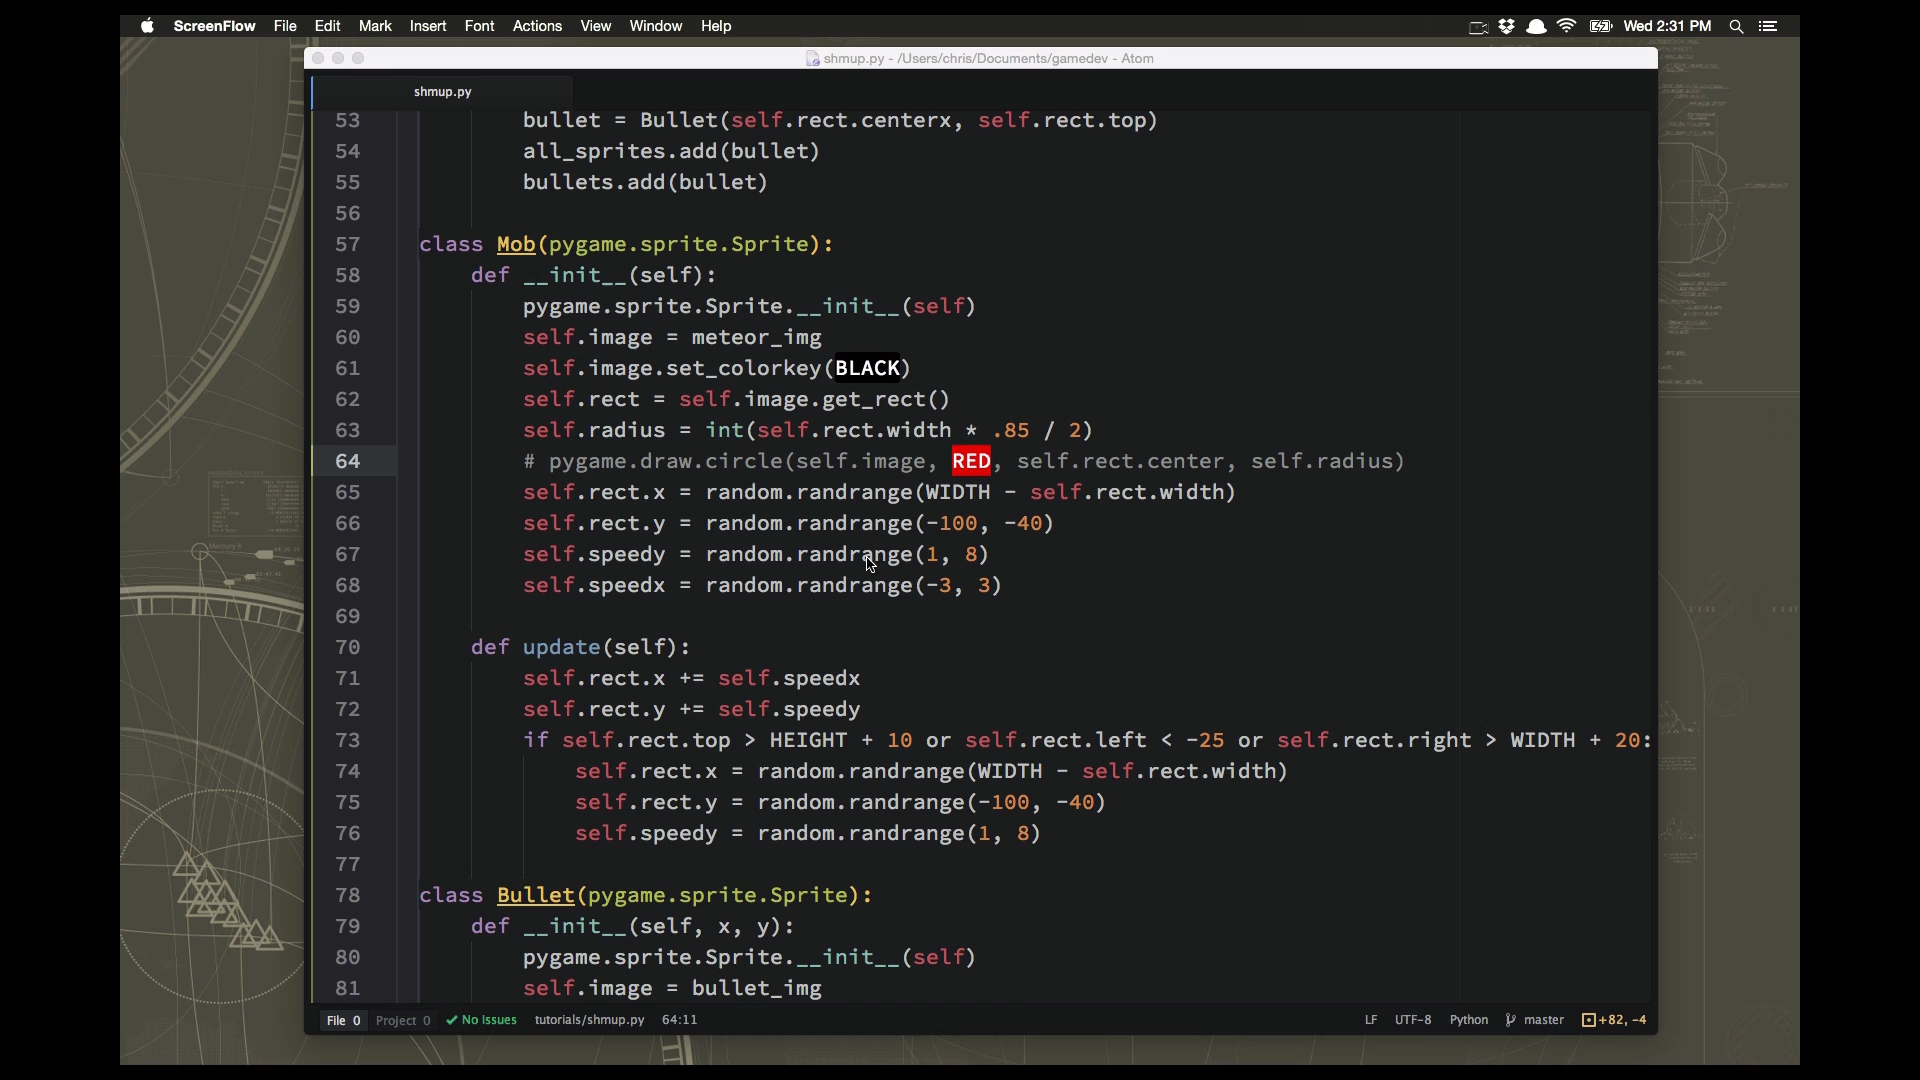 ScreenFlow File Edit Mark Insert Font Actions View Window Help Wed 2:31 PM
shmup.py - /Users/chris/Documents/gamedev - Atom
shmup.py
53 bullet = Bullet(self.rect.centerx, self.rect.top)
54 all_sprites.add(bullet)
55 bullets.add(bullet)
56
57 class Mob(pygame.sprite.Sprite):
58 def __init__(self):
59 pygame.sprite.Sprite.__init__(self)
60 self.image = meteor_img
61 self.image.set_colorkey(BLACK)
62 self.rect = self.image.get_rect()
63 self.radius = int(self.rect.width * .85 / 2)
64 # pygame.draw.circle(self.image, RED, self.rect.center, self.radius)
65 self.rect.x = random.randrange(WIDTH - self.rect.width)
66 self.rect.y = random.randrange(-100, -40)
67 self.speedy = random.randrange(1, 8)
68 self.speedx = random.randrange(-3, 3)
69
70 def update(self):
71 self.rect.x += self.speedx
72 self.rect.y += self.speedy
73 if self.rect.top > HEIGHT + 10 or self.rect.left < -25 or self.rect.right > WIDTH + 20:
74 self.rect.x = random.randrange(WIDTH - self.rect.width)
75 self.rect.y = random.randrange(-100, -40)
76 self.speedy = random.randrange(1, 8)
77
78 class Bullet(pygame.sprite.Sprite):
79 def __init__(self, x, y):
80 pygame.sprite.Sprite.__init__(self)
81 self.image = bullet_img
File 0 Project 0 No Issues tutorials/shmup.py 64:11 LF UTF-8 Python master +82, -4